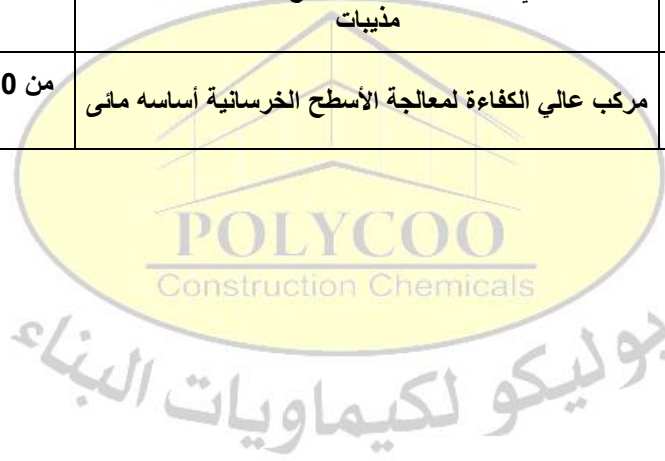 مذيبات
مركب عالي الكفاءة لمعالجة الأسطح الخرسانية أساسه مائى
من 0
POLYCOO
Construction Chemicals
بوليكو لكيماويات البناء